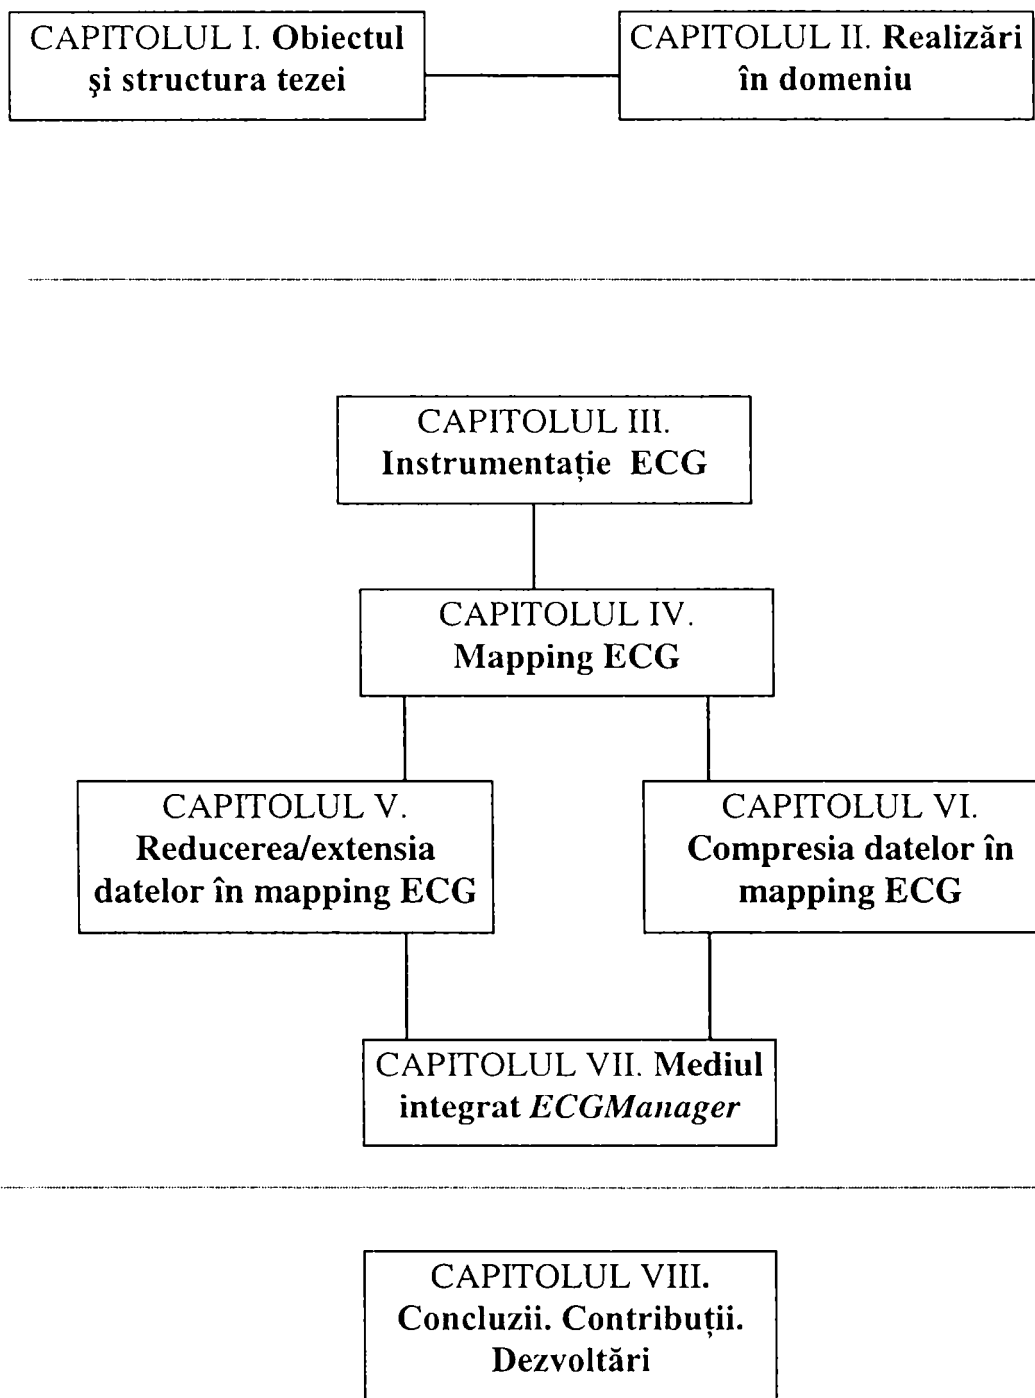 CAPITOLUL I. Obiectul
şi structura tezei
CAPITOLUL II. Realizări
în domeniu
CAPITOLUL III.
Instrumentaţie ECG
CAPITOLUL IV.
Mapping ECG
CAPITOLUL V.
Reducerea/extensia
datelor în mapping ECG
CAPITOLUL VI.
Compresia datelor în
mapping ECG
CAPITOLUL VII. Mediul
integrat ECGManager
CAPITOLUL VIII.
Concluzii. Contribuţii.
Dezvoltări